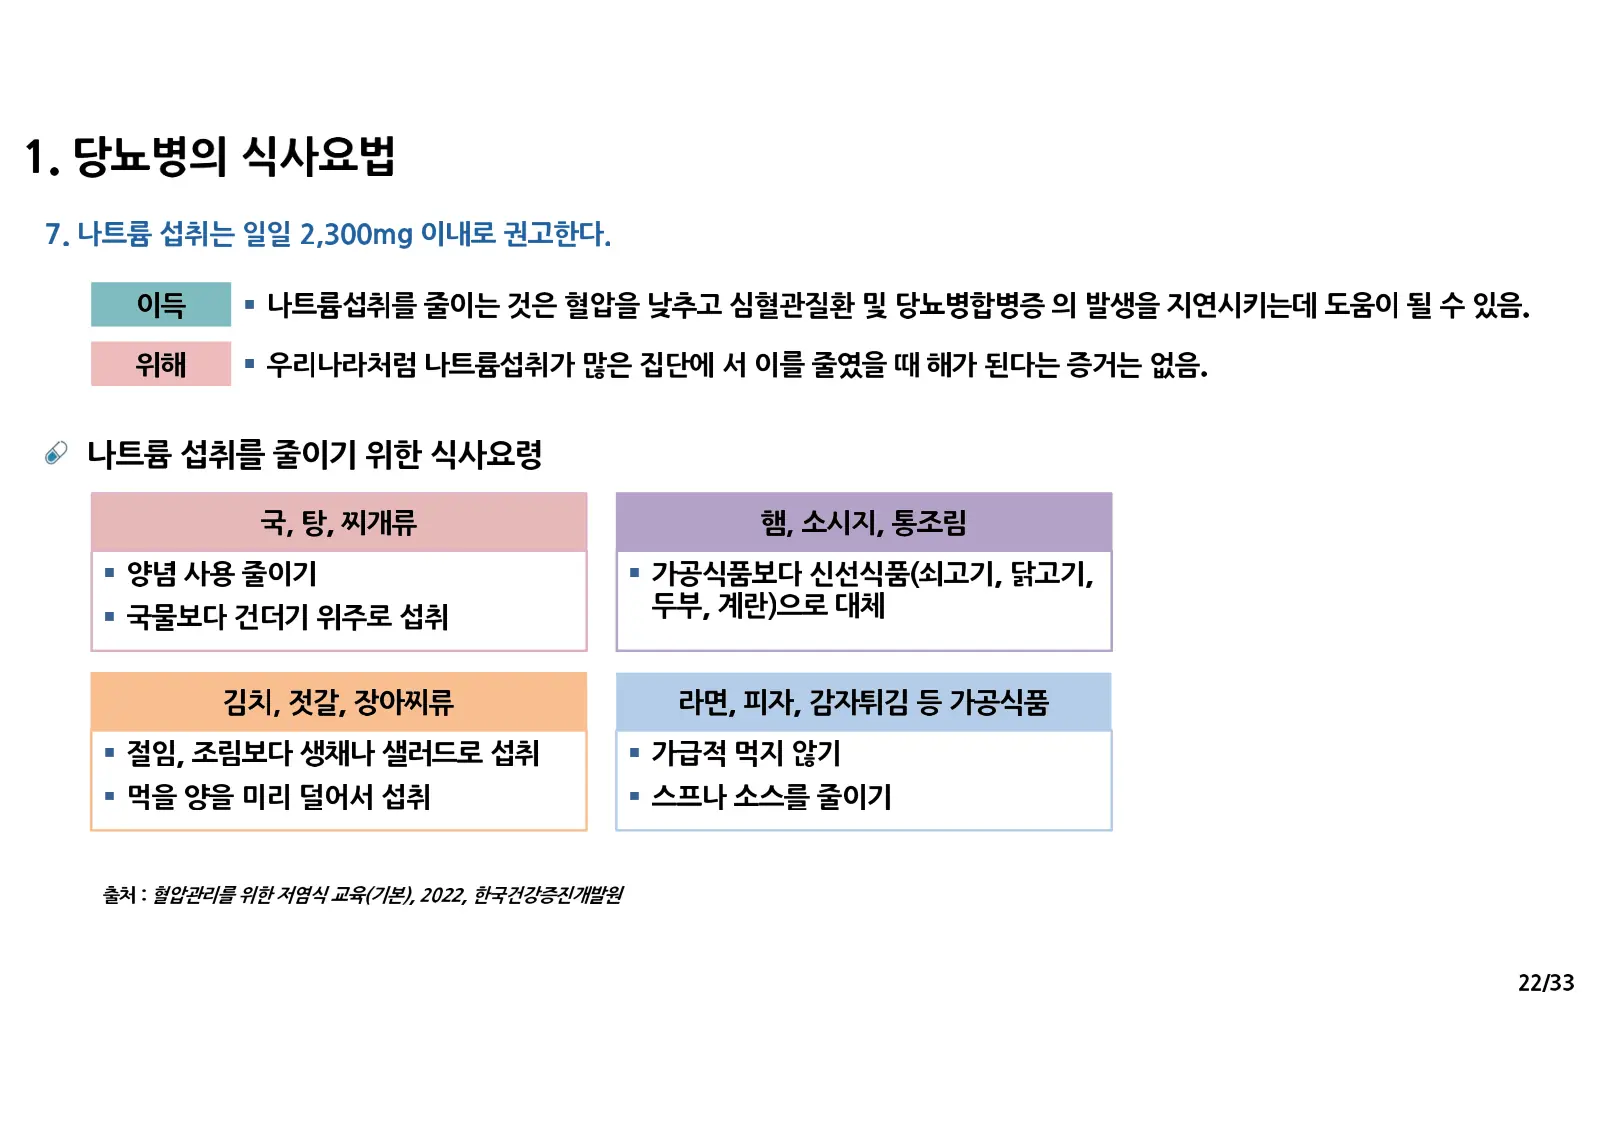 1. 당뇨병의 식사요법
7. 나트륨 섭취는 일일 2,300mg 이내로 권고한다.
이득
▪ 나트륨섭취를 줄이는 것은 혈압을 낮추고 심혈관질환 및 당뇨병합병증 의 발생을 지연시키는데 도움이 될 수 있음.
위해
▪ 우리나라처럼 나트륨섭취가 많은 집단에 서 이를 줄였을 때 해가 된다는 증거는 없음.
나트륨 섭취를 줄이기 위한 식사요령
국, 탕, 찌개류
▪ 양념 사용 줄이기
▪ 국물보다 건더기 위주로 섭취
햄, 소시지, 통조림
▪ 가공식품보다 신선식품(쇠고기, 닭고기,
두부, 계란)으로 대체
김치, 젓갈, 장아찌류
▪ 절임, 조림보다 생채나 샐러드로 섭취
▪ 먹을 양을 미리 덜어서 섭취
라면, 피자, 감자튀김 등 가공식품
▪ 가급적 먹지 않기
▪ 스프나 소스를 줄이기
출처 : 혈압관리를 위한 저염식 교육(기본), 2022, 한국건강증진개발원
22/33